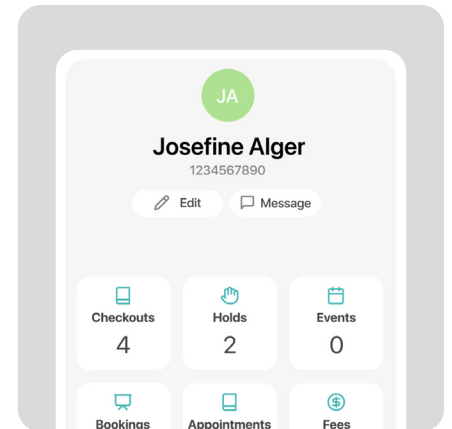 JA
Josefine Alger
1234567890
Edit Message
Checkouts Holds Events
4 2 0
Bookings Appointments Fees